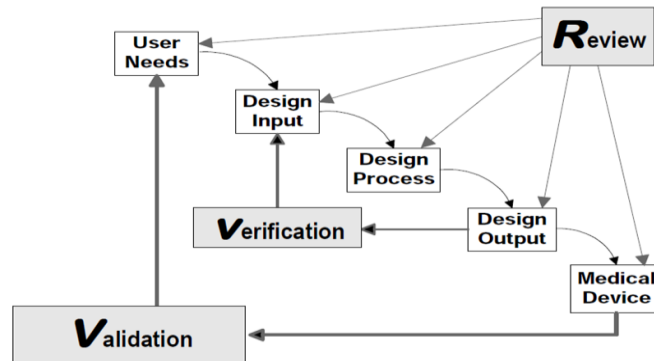 User
Needs
Review
Design
Input
Design
Process
Verification
Design
Output
Medical
Device
Validation